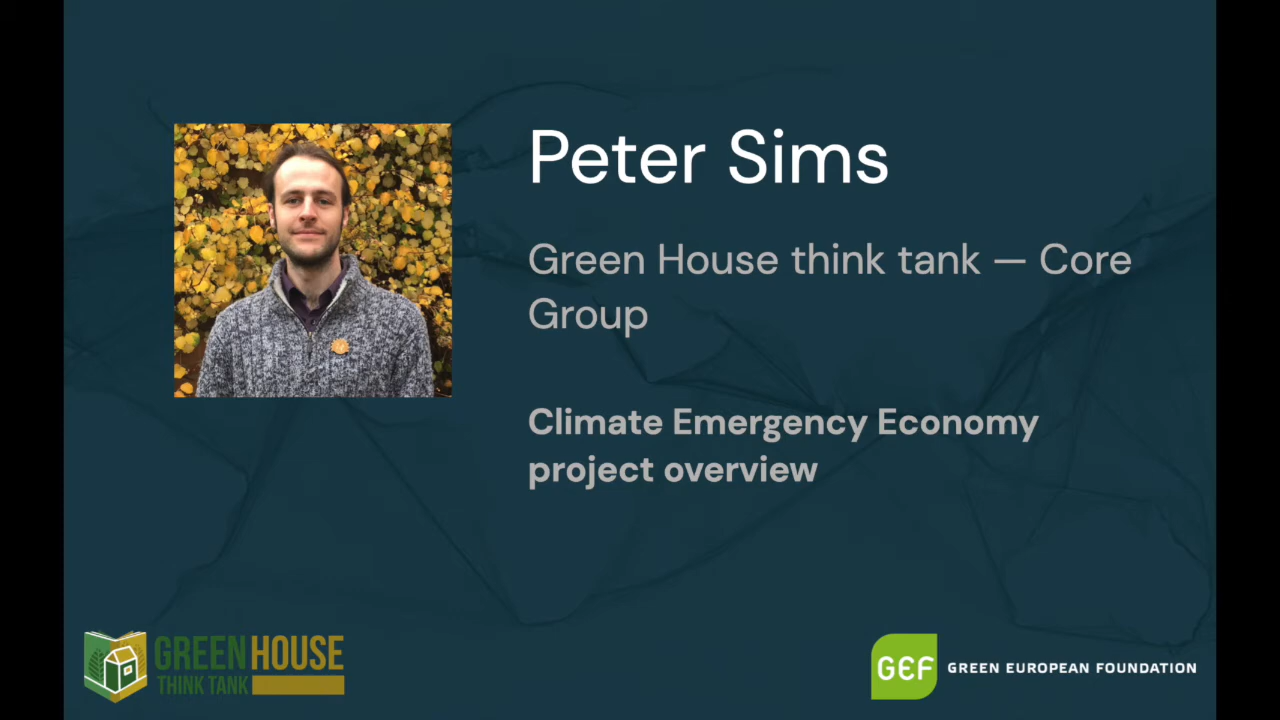 Peter Sims
Green House think tank — Core
Group
Climate Emergency Economy
project overview
GREEN HOUSE
THINK TANK
GEF GREEN EUROPEAN FOUNDATION